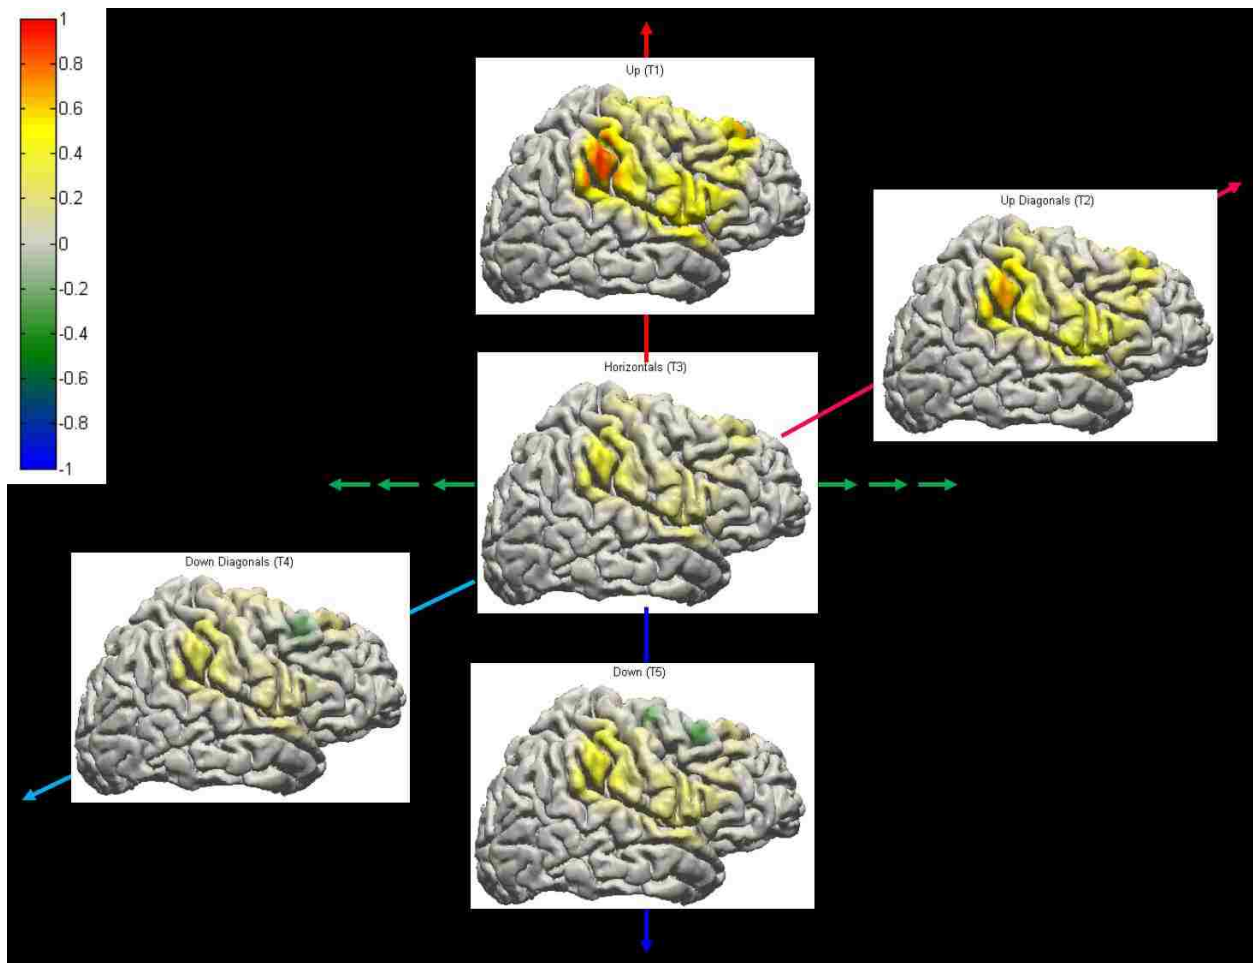 1
0.8
0.6
0.4
0.2
0
-0.2
-0.4
-0.6
-0.8
-1
Up (T1)
Up Diagonals (T2)
Horizontals (T3)
Down Diagonals (T4)
Down (T5)